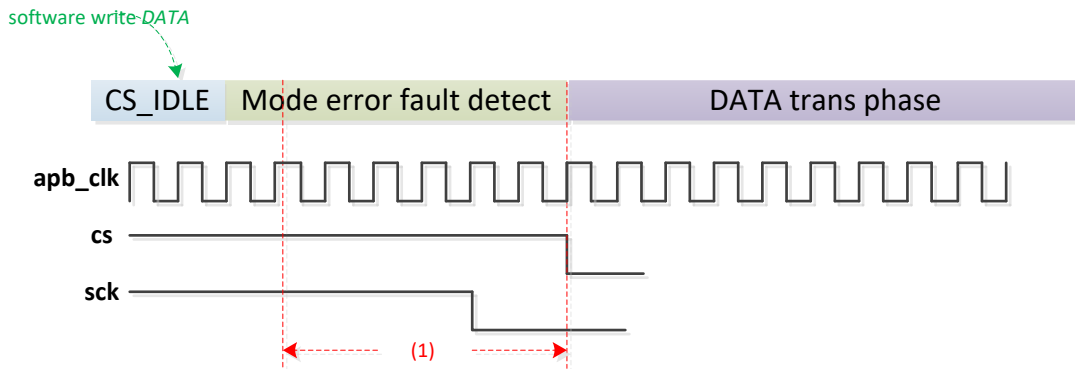 software write DATA
CS_IDLE Mode error fault detect DATA trans phase
apb_clk
cs
sck
(1)